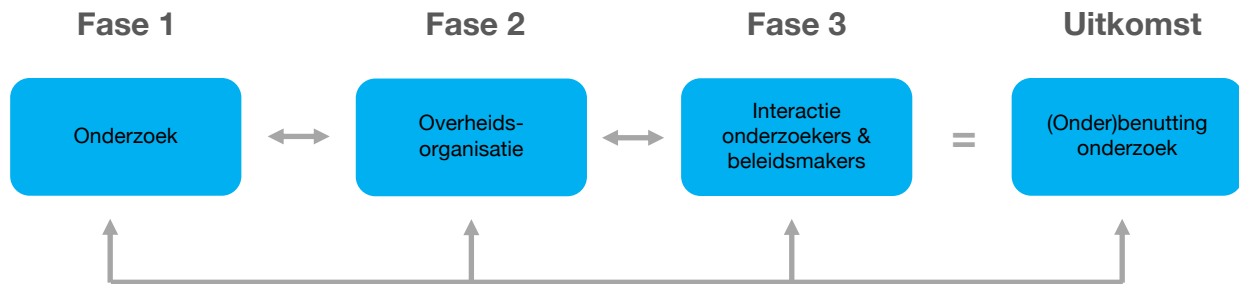 Fase 1
Fase 2
Fase 3
Uitkomst
Onderzoek
Overheids-
organisatie
Interactie
onderzoekers &
beleidsmakers
=
(Onder)benutting
onderzoek